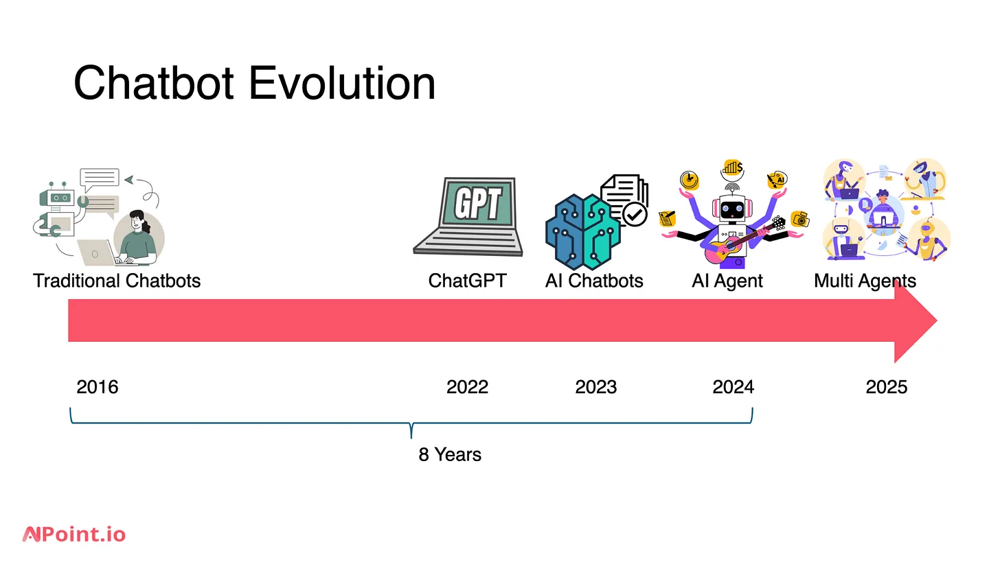 Chatbot Evolution
GPT
$
AI
Traditional Chatbots
ChatGPT
AI Chatbots
AI Agent
Multi Agents
2016
2022
2023
2024
2025
8 Years
AIPoint.io